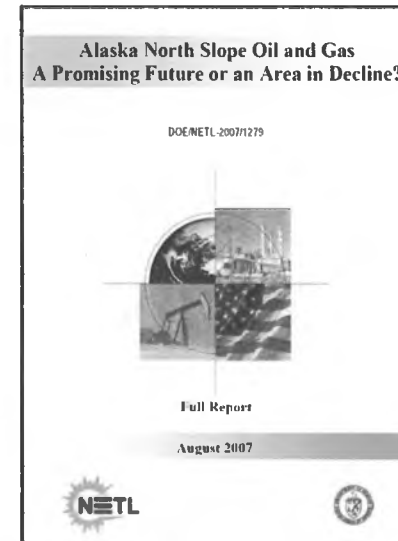 Alaska North Slope Oil and Gas
A Promising Future or an Area in Decline?
DOE/NETL-2007/1279
Full Report
August 2007
NETL